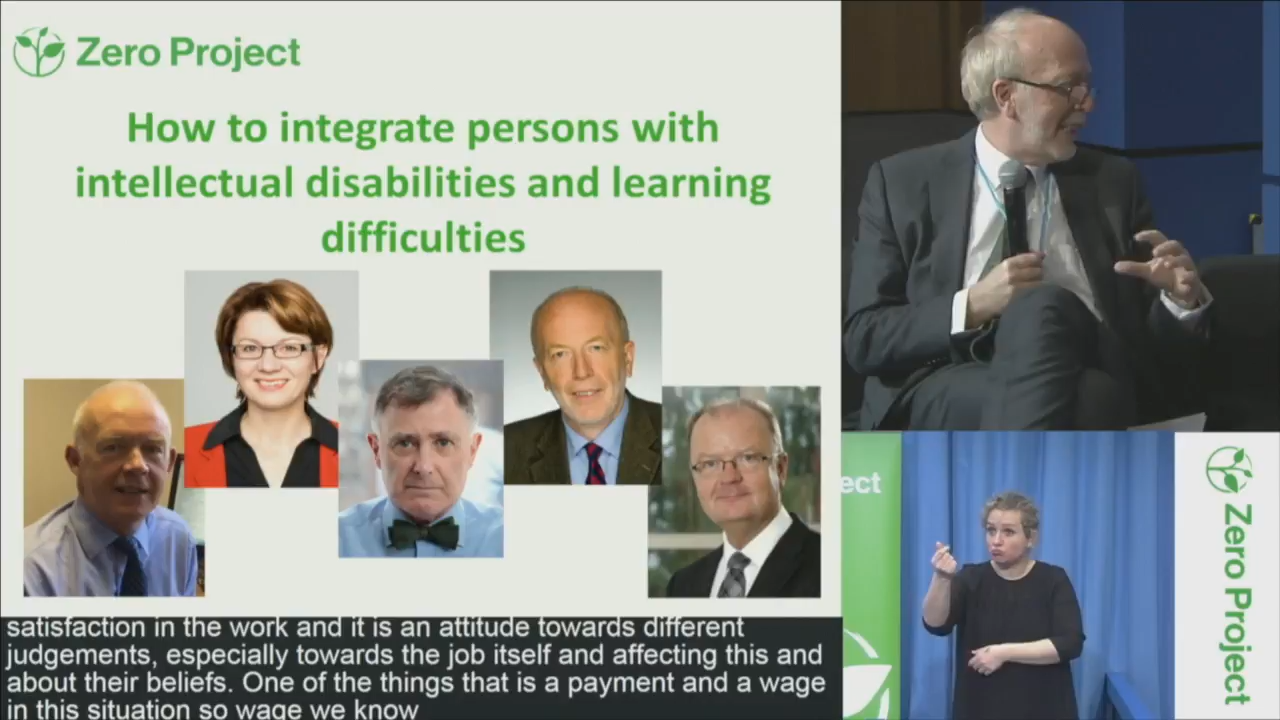 Zero Project
How to integrate persons with
intellectual disabilities and learning
difficulties
satisfaction in the work and it is an attitude towards different
judgements, especially towards the job itself and affecting this and
about their beliefs. One of the things that is a payment and a wage
in this situation so wage we know
ect
Zero Project